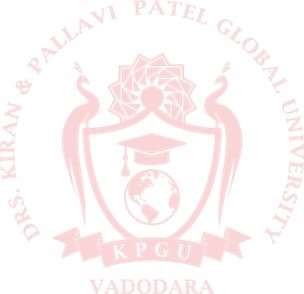 DRS. KIRAN & PALLAVI PATEL GLOBAL UNIVERSITY
KPGU
VADODARA